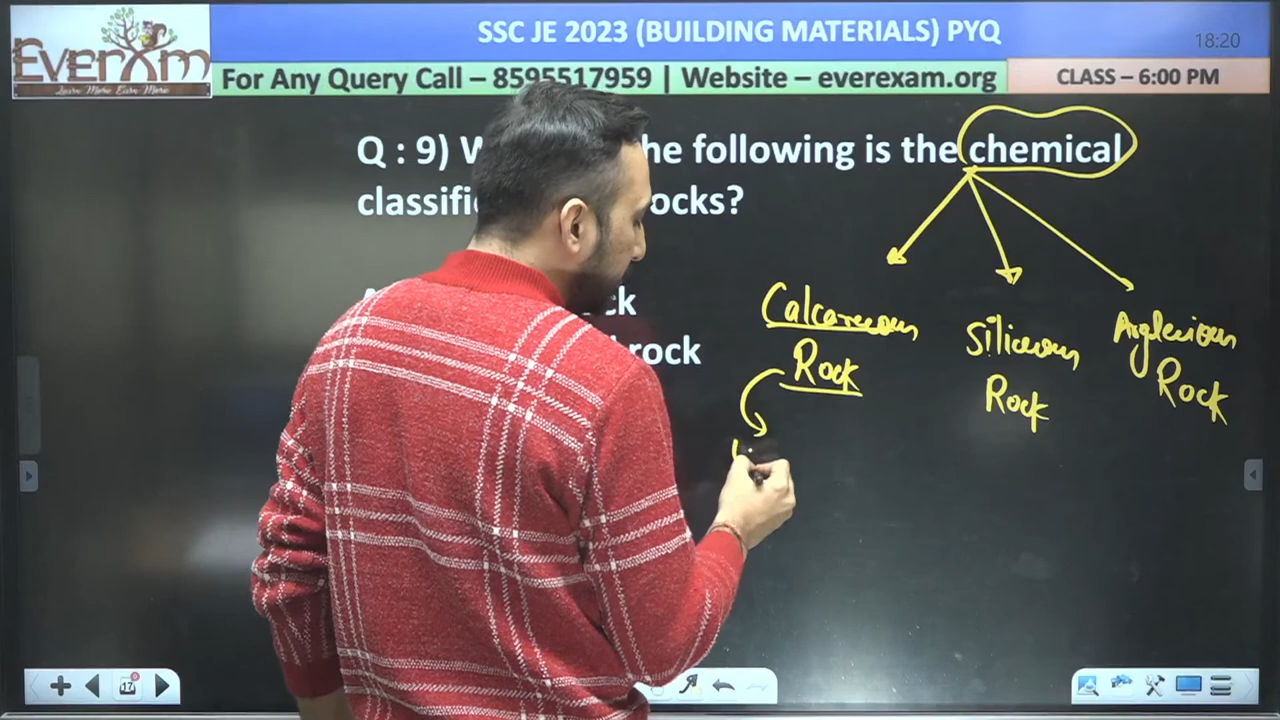 EverExam
Learn More Earn More
SSC JE 2023 (BUILDING MATERIALS) PYQ
18:20
For Any Query Call – 8595517959 | Website – everexam.org
CLASS – 6:00 PM
Q : 9) W he following is the chemical
classifi ocks?
ck
rock
Calcareous
Rock
Siliceous
Rock
Rock
17